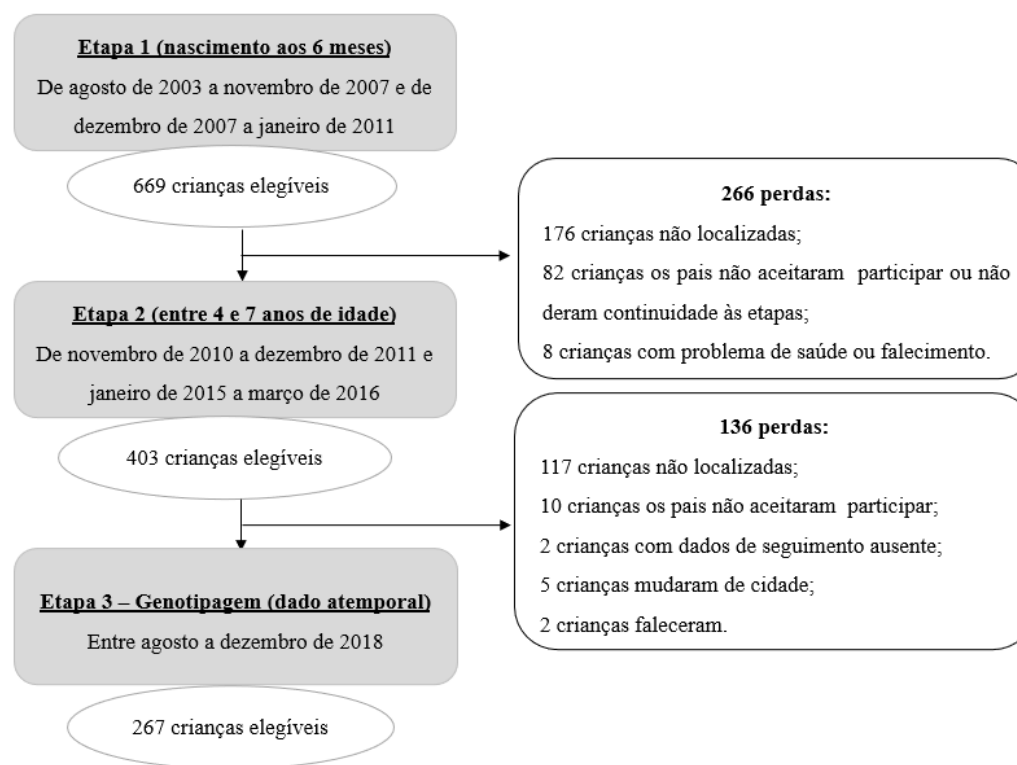 Etapa 1 (nascimento aos 6 meses)
De agosto de 2003 a novembro de 2007 e de
dezembro de 2007 a janeiro de 2011
669 crianças elegíveis
266 perdas:
176 crianças não localizadas;
82 crianças os pais não aceitaram participar ou não
deram continuidade às etapas;
8 crianças com problema de saúde ou falecimento.
Etapa 2 (entre 4 e 7 anos de idade)
De novembro de 2010 a dezembro de 2011 e
janeiro de 2015 a março de 2016
403 crianças elegíveis
136 perdas:
117 crianças não localizadas;
10 crianças os pais não aceitaram participar;
2 crianças com dados de seguimento ausente;
5 crianças mudaram de cidade;
2 crianças faleceram.
Etapa 3 – Genotipagem (dado atemporal)
Entre agosto a dezembro de 2018
267 crianças elegíveis